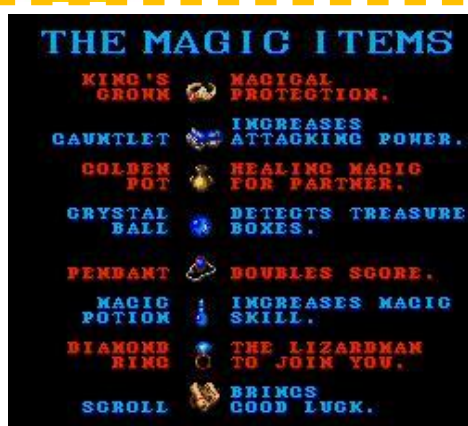 THE MAGIC ITEMS
KING'S CROWN MAGICAL PROTECTION.
GAUNTLET INCREASES ATTACKING POWER.
GOLDEN POT HEALING MAGIC FOR PARTNER.
CRYSTAL BALL DETECTS TREASURE BOXES.
PENDANT DOUBLES SCORE.
MAGIC POTION INCREASES MAGIC SKILL.
DIAMOND RING THE LIZARDMAN TO JOIN YOU.
SCROLL BRINGS GOOD LUCK.